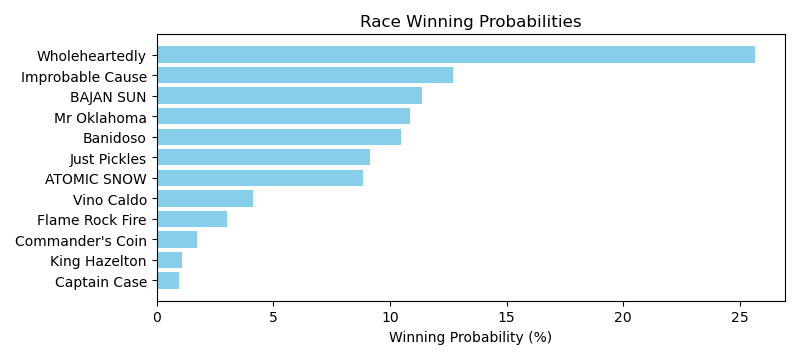 Race Winning Probabilities
Wholeheartedly
Improbable Cause
BAJAN SUN
Mr Oklahoma
Banidoso
Just Pickles
ATOMIC SNOW
Vino Caldo
Flame Rock Fire
Commander's Coin
King Hazelton
Captain Case
0 5 10 15 20 25
Winning Probability (%)